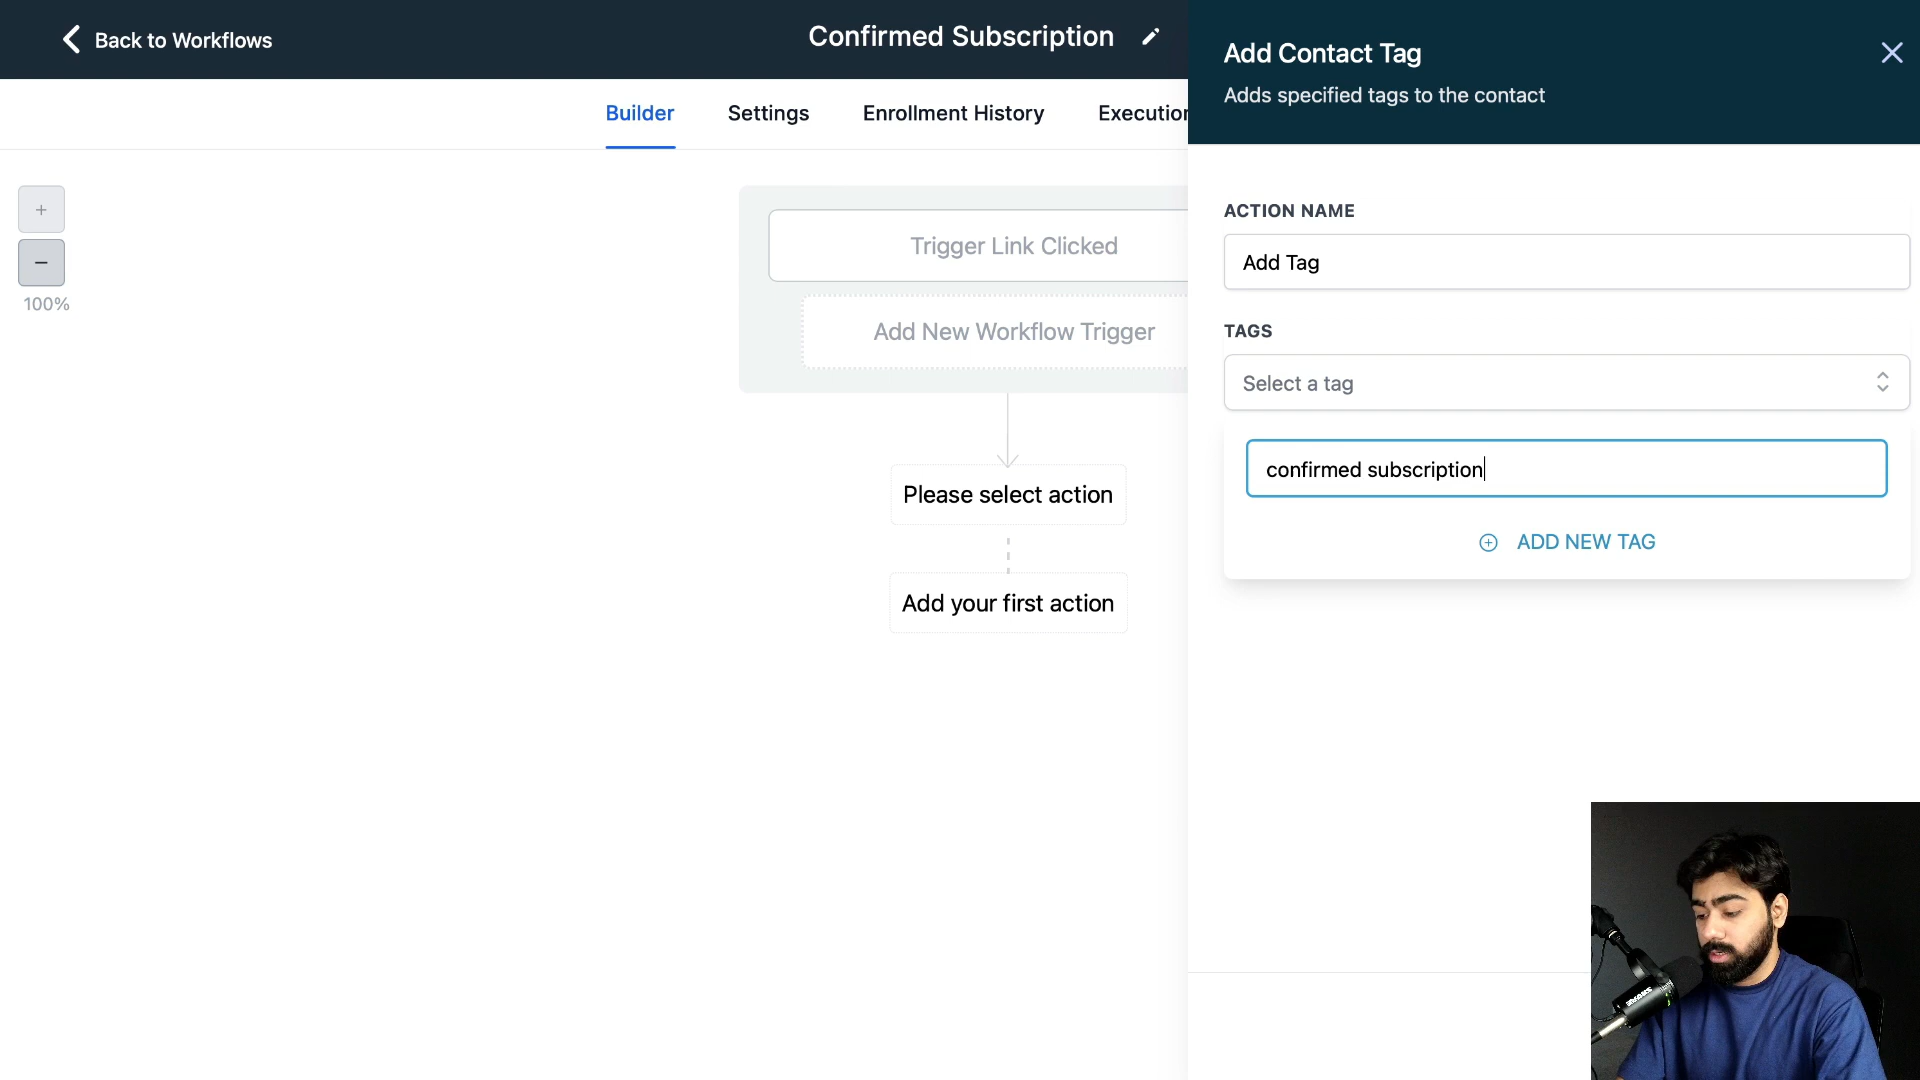 Back to Workflows
Confirmed Subscription
Builder
Settings
Enrollment History
Execution
+
−
100%
Trigger Link Clicked
Add New Workflow Trigger
Please select action
Add your first action
Add Contact Tag
Adds specified tags to the contact
ACTION NAME
Add Tag
TAGS
Select a tag
confirmed subscription
ADD NEW TAG
SHURE